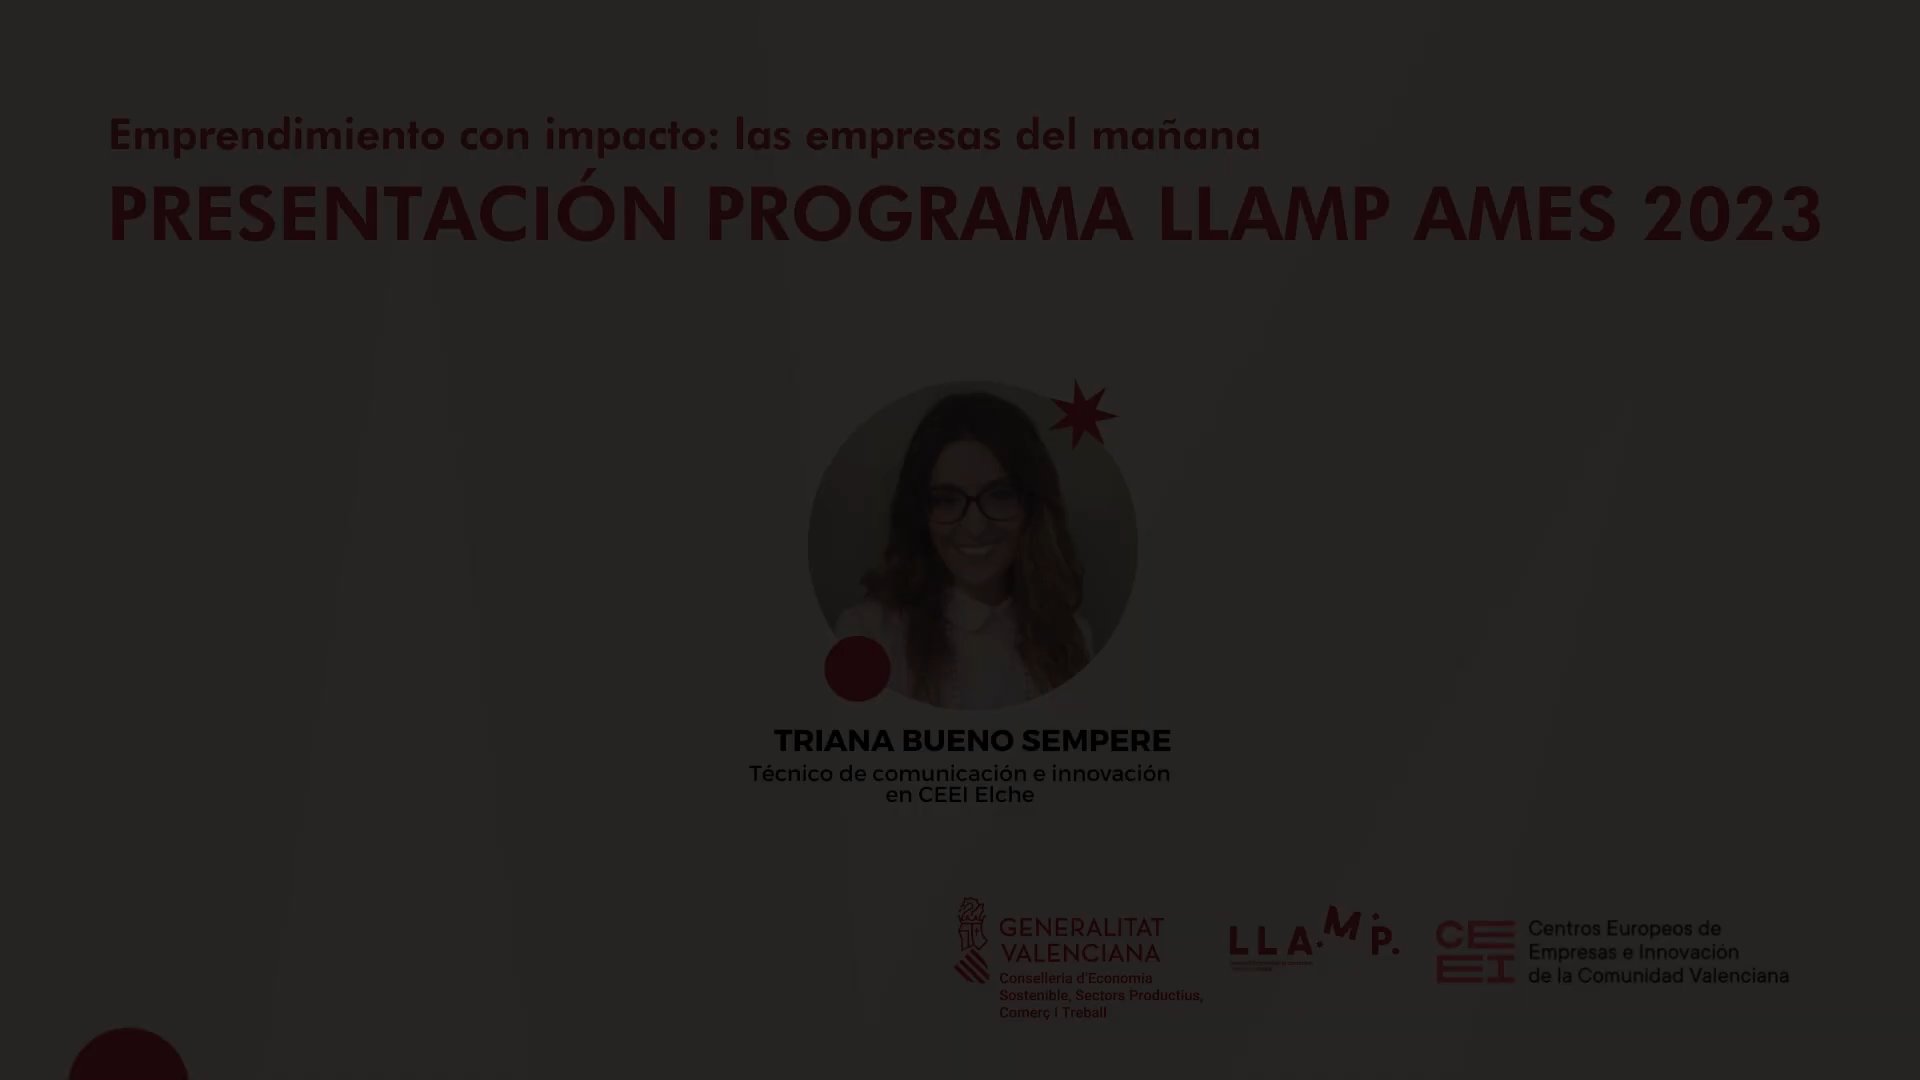 Emprendimiento con impacto: las empresas del mañana
PRESENTACIÓN PROGRAMA LLAMP AMES 2023
TRIANA BUENO SEMPERE
Técnico de comunicación e innovación
en CEEI Elche
GENERALITAT
VALENCIANA
Conselleria d'Economia
Sostenible, Sectors Productius,
Comerç i Treball
LLAMP.
CEEI
Centros Europeos de
Empresas e Innovación
de la Comunidad Valenciana